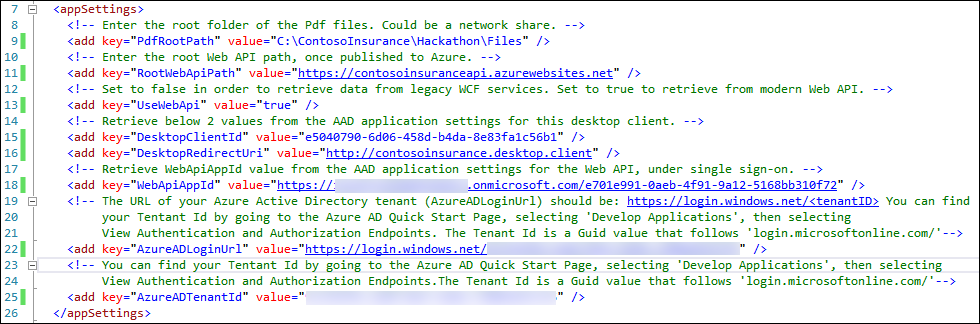 7 <appSettings>
8 <!-- Enter the root folder of the Pdf files. Could be a network share. -->
9 <add key="PdfRootPath" value="C:\ContosoInsurance\Hackathon\Files" />
10 <!-- Enter the root Web API path, once published to Azure. -->
11 <add key="RootWebApiPath" value="https://contosoinsuranceapi.azurewebsites.net" />
12 <!-- Set to false in order to retrieve data from legacy WCF services. Set to true to retrieve from modern Web API. -->
13 <add key="UseWebApi" value="true" />
14 <!-- Retrieve below 2 values from the AAD application settings for this desktop client. -->
15 <add key="DesktopClientId" value="e5040790-6d06-458d-b4da-8e83fa1c56b1" />
16 <add key="DesktopRedirectUri" value="http://contosoinsurance.desktop.client" />
17 <!-- Retrieve WebApiAppId value from the AAD application settings for the Web API, under single sign-on. -->
18 <add key="WebApiAppId" value="https:// .onmicrosoft.com/e701e991-0aeb-4f91-9a12-5168bb310f72" />
19 <!-- The URL of your Azure Active Directory tenant (AzureADLoginUrl) should be: https://login.windows.net/<tenantID> You can find
20 your Tentant Id by going to the Azure AD Quick Start Page, selecting 'Develop Applications', then selecting
21 View Authentication and Authorization Endpoints. The Tenant Id is a Guid value that follows 'login.microsoftonline.com/'-->
22 <add key="AzureADLoginUrl" value="https://login.windows.net/ " />
23 <!-- You can find your Tentant Id by going to the Azure AD Quick Start Page, selecting 'Develop Applications', then selecting
24 View Authentication and Authorization Endpoints.The Tenant Id is a Guid value that follows 'login.microsoftonline.com/'-->
25 <add key="AzureADTenantId" value=" " />
26 </appSettings>